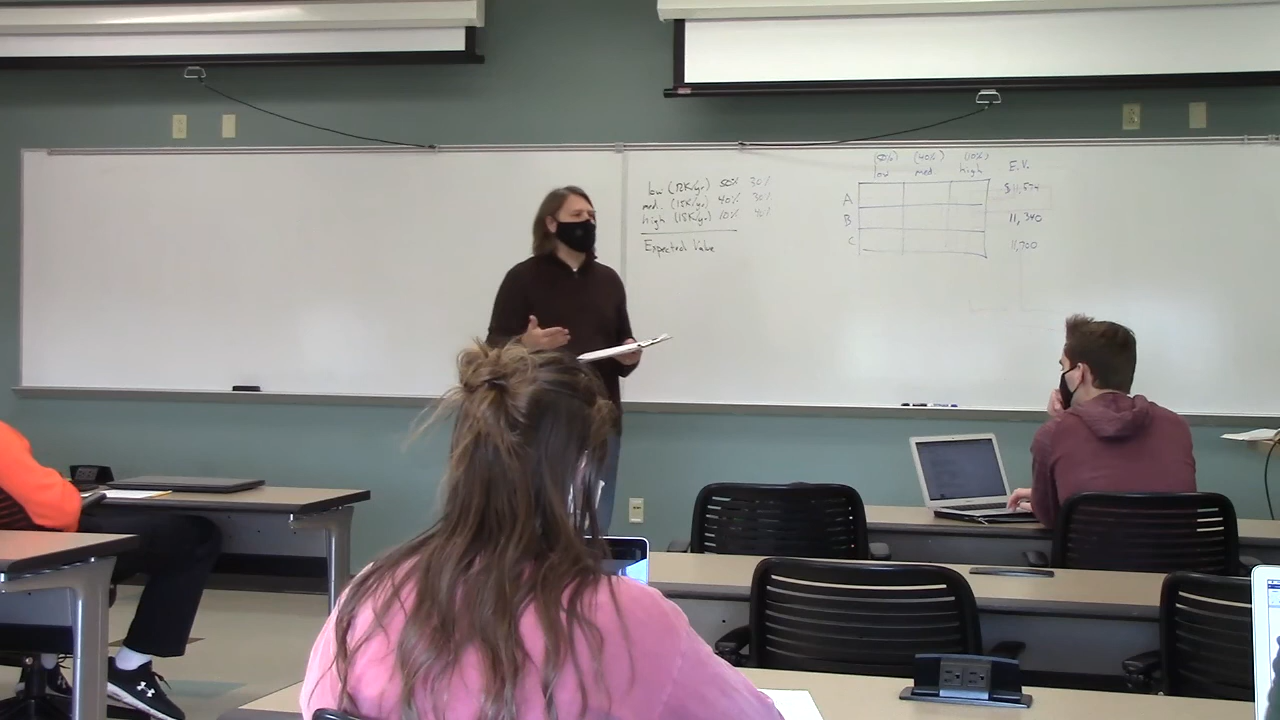 low (12K/yr) 50% 30%
med. (15K/yr) 40% 30%
high (18K/yr) 10% 40%
Expected Value
(50%) (40%) (10%)
low med high E.V.
A
B 11,340
C 11,700